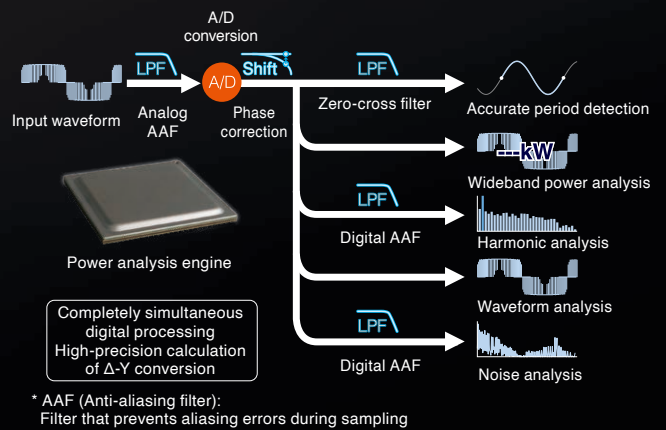 A/D
conversion
LPF
A/D
Shift
LPF
Input waveform
Analog
AAF
Phase
correction
Zero-cross filter
Accurate period detection
---kW
Wideband power analysis
LPF
Digital AAF
Harmonic analysis
Power analysis engine
Waveform analysis
Completely simultaneous
digital processing
High-precision calculation
of Δ-Y conversion
LPF
Digital AAF
Noise analysis
* AAF (Anti-aliasing filter):
Filter that prevents aliasing errors during sampling